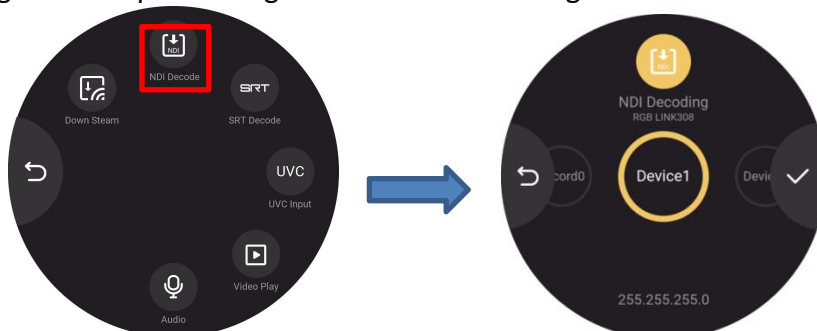 NDI
NDI Decode
Down Steam
SRT
SRT Decode
UVC
UVC Input
Video Play
Audio
NDI
NDI Decoding
RGB LINK308
cord0
Device1
Devic
255.255.255.0